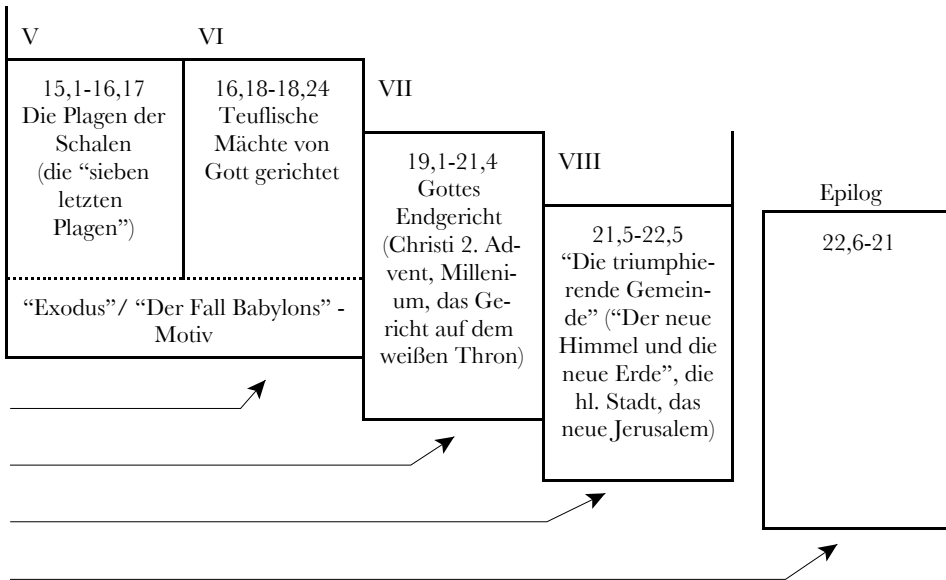 V
15,1-16,17
Die Plagen der
Schalen
(die “sieben
letzten
Plagen”)
VI
16,18-18,24
Teuflische
Mächte von
Gott gerichtet
“Exodus”/ “Der Fall Babylons” -
Motiv
VII
19,1-21,4
Gottes
Endgericht
(Christi 2. Ad-
vent, Milleni-
um, das Ge-
richt auf dem
weißen Thron)
VIII
21,5-22,5
“Die triumphie-
rende Gemein-
de” (“Der neue
Himmel und die
neue Erde”, die
hl. Stadt, das
neue Jerusalem)
Epilog
22,6-21